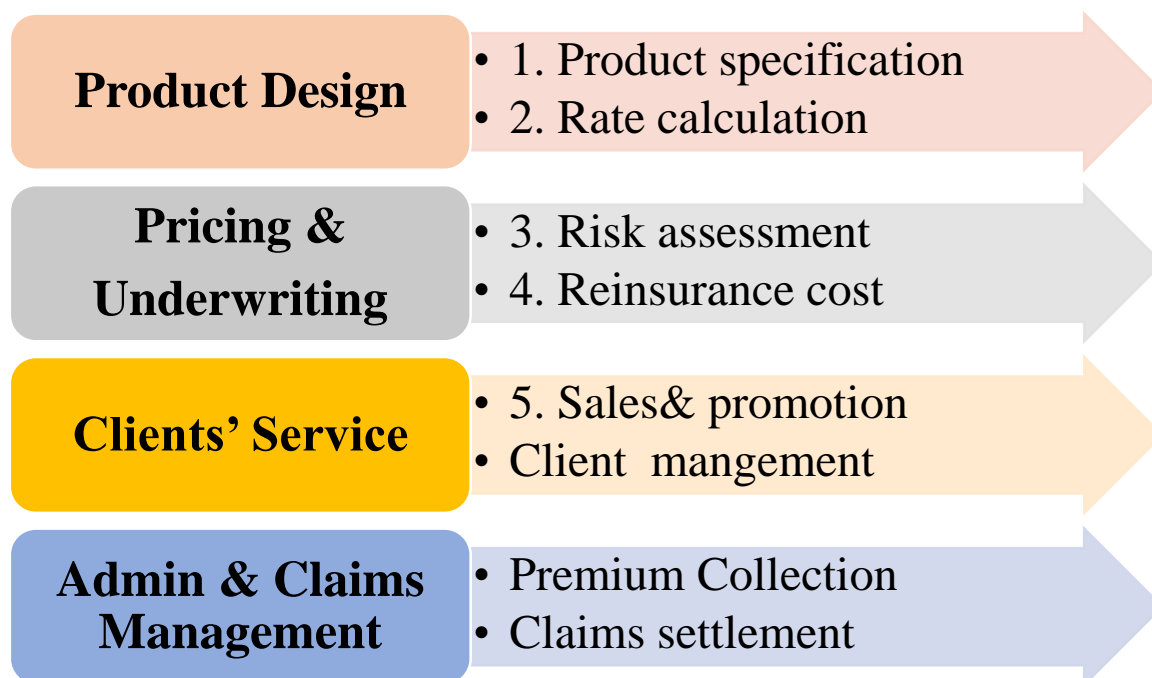 Product Design
• 1. Product specification
• 2. Rate calculation
Pricing &
Underwriting
• 3. Risk assessment
• 4. Reinsurance cost
Clients’ Service
• 5. Sales& promotion
• Client  mangement
Admin & Claims
Management
• Premium Collection
• Claims settlement